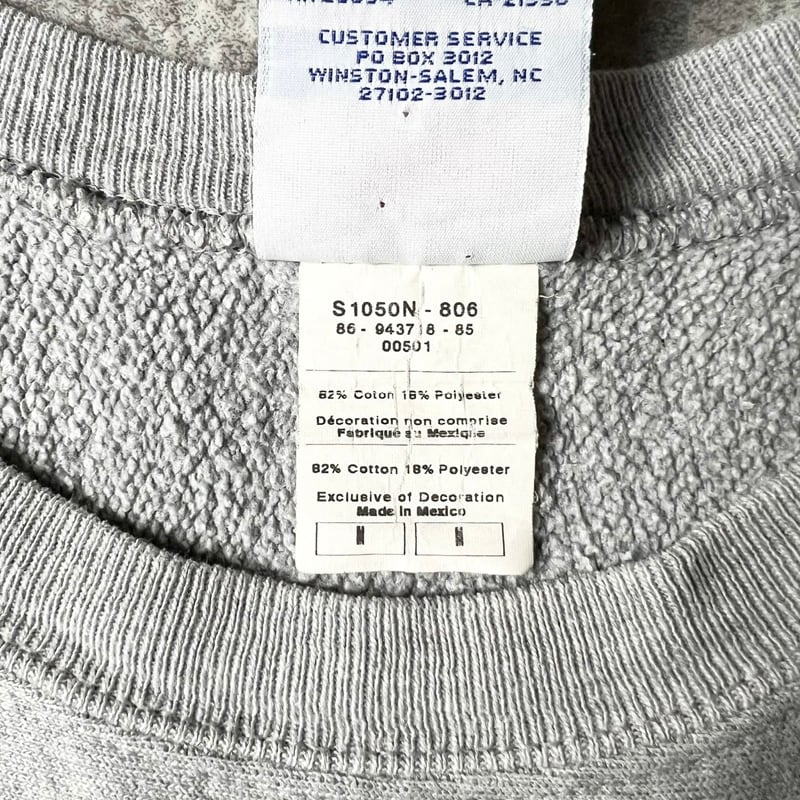 CUSTOMER SERVICE
PO BOX 3012
WINSTON-SALEM, NC
27102-3012
S1050N - 806
86 - 943718 - 85
00501
82% Coton 18% Polyester
Décoration non comprise
Fabriqué au Mexique
82% Cotton 18% Polyester
Exclusive of Decoration
Made in Mexico